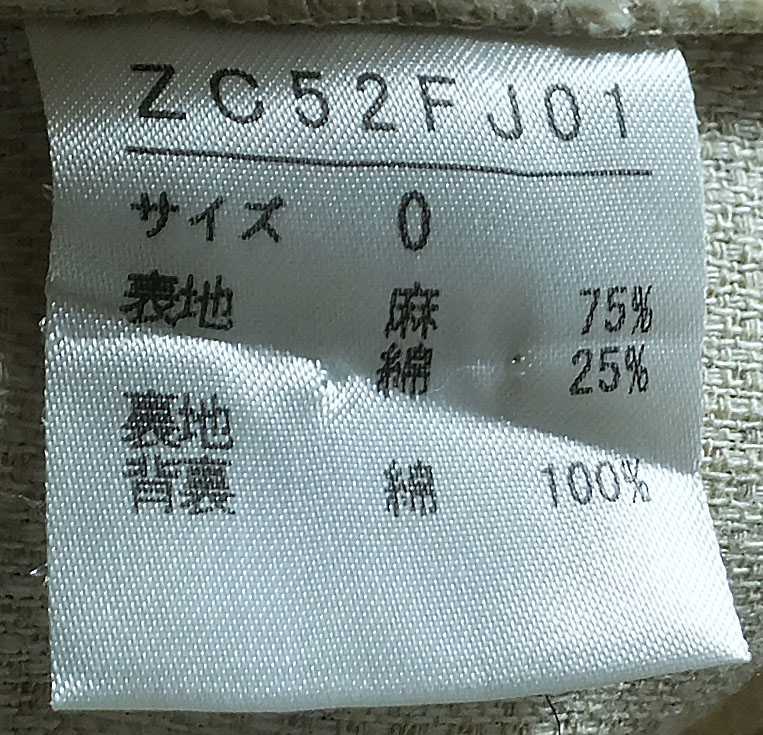 ZC52FJ01
サイズ 0
表地 麻 75%
綿 25%
裏地
背裏 綿 100%